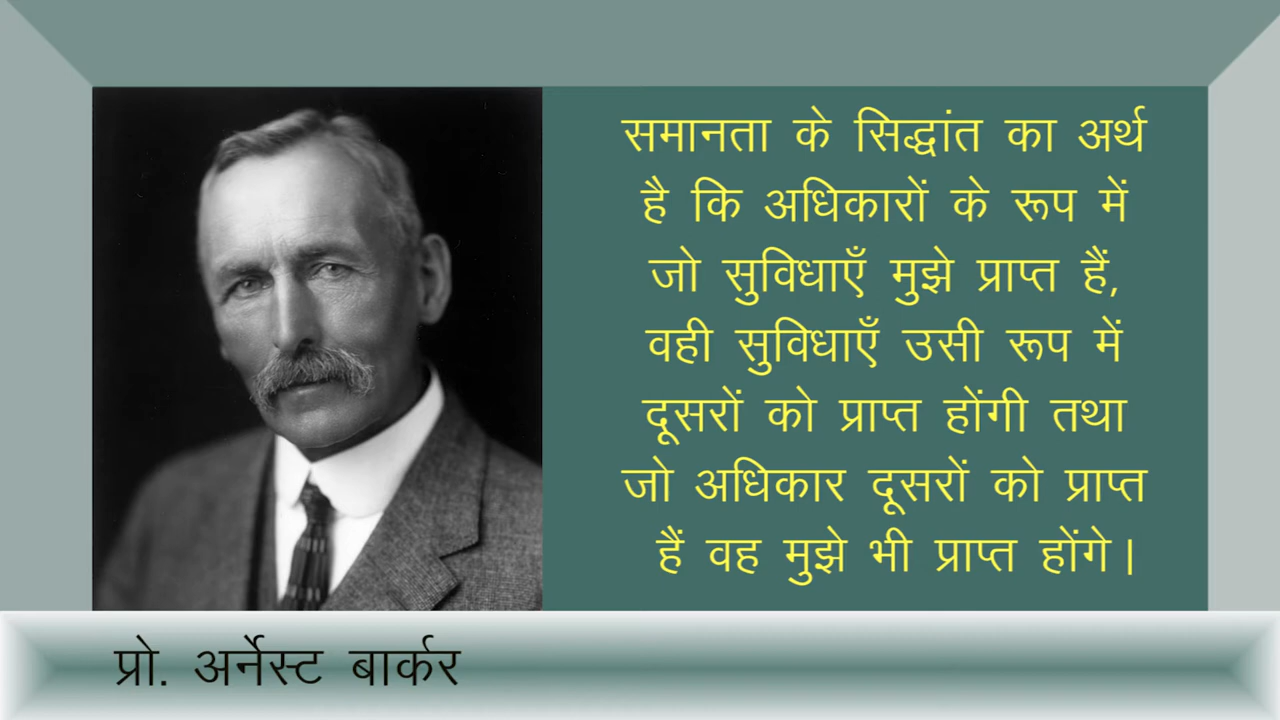 समानता के सिद्धांत का अर्थ
है कि अधिकारों के रूप में
जो सुविधाएँ मुझे प्राप्त हैं,
वही सुविधाएँ उसी रूप में
दूसरों को प्राप्त होंगी तथा
जो अधिकार दूसरों को प्राप्त
हैं वह मुझे भी प्राप्त होंगे।
प्रो. अर्नेस्ट बार्कर